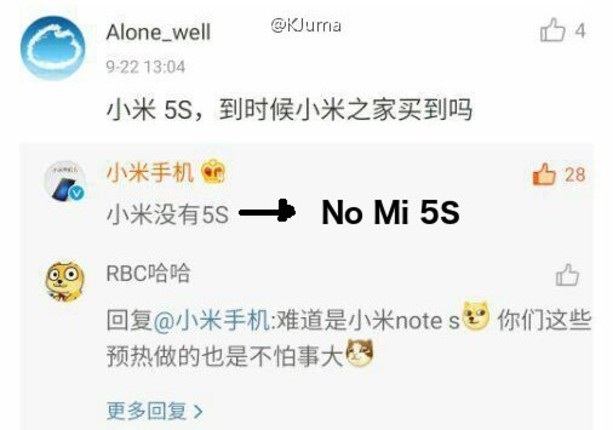 Alone_well
@KJuma
4
9-22 13:04
小米 5S，到时候小米之家买到吗
小米手机
28
小米没有5S
No Mi 5S
RBC哈哈
回复@小米手机:难道是小米note s 你们这些
预热做的也是不怕事大
更多回复 >